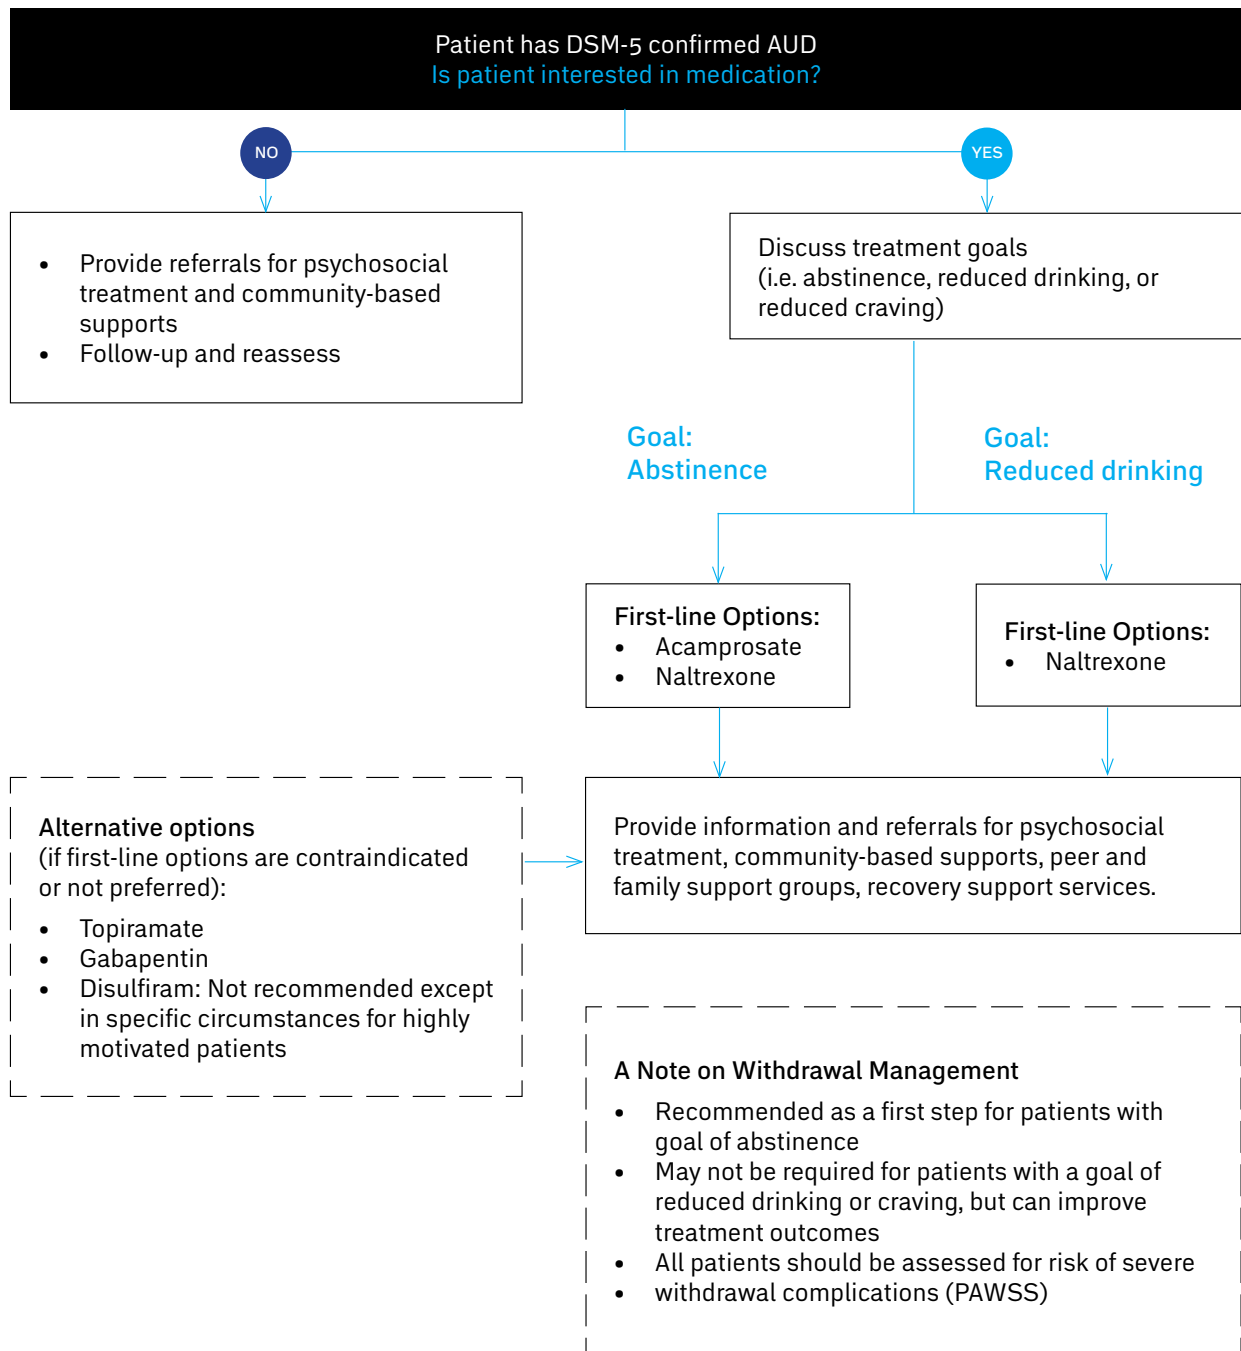 Patient has DSM-5 confirmed AUD
Is patient interested in medication?
NO
YES
• Provide referrals for psychosocial
treatment and community-based
supports
• Follow-up and reassess
Discuss treatment goals
(i.e. abstinence, reduced drinking, or
reduced craving)
Goal:
Abstinence
Goal:
Reduced drinking
First-line Options:
• Acamprosate
• Naltrexone
First-line Options:
• Naltrexone
Alternative options
(if first-line options are contraindicated
or not preferred):
• Topiramate
• Gabapentin
• Disulfiram: Not recommended except
in specific circumstances for highly
motivated patients
Provide information and referrals for psychosocial
treatment, community-based supports, peer and
family support groups, recovery support services.
A Note on Withdrawal Management
• Recommended as a first step for patients with
goal of abstinence
• May not be required for patients with a goal of
reduced drinking or craving, but can improve
treatment outcomes
• All patients should be assessed for risk of severe
• withdrawal complications (PAWSS)